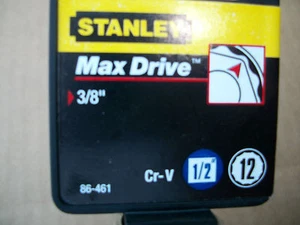 STANLEY
Max Drive™
3/8"
Cr-V
1/2"
12
86-461